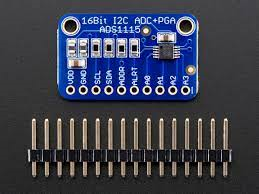 16Bit I2C ADC+PGA
ADS1115
VDD
GND
SCL
SDA
ADDR
ALRT
A0
A1
A2
A3